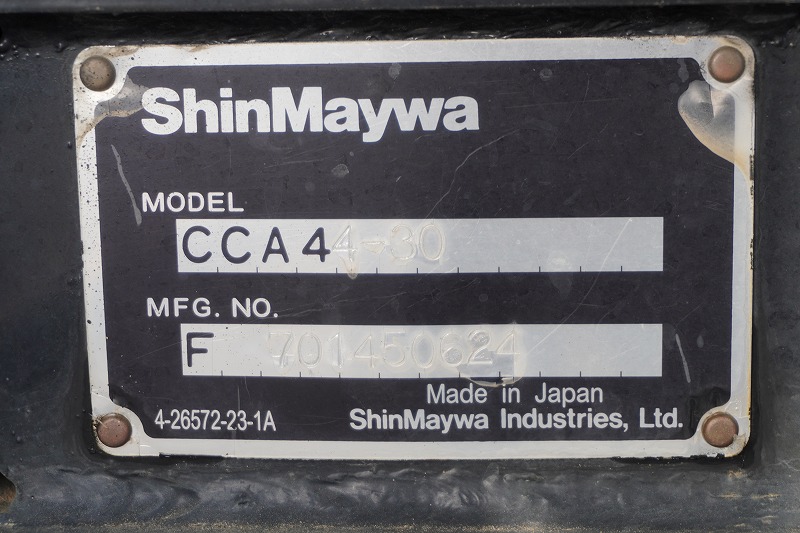 ShinMaywa
MODEL
CCA44-30
MFG. NO.
F 701450624
Made in Japan
4-26572-23-1A ShinMaywa Industries, Ltd.